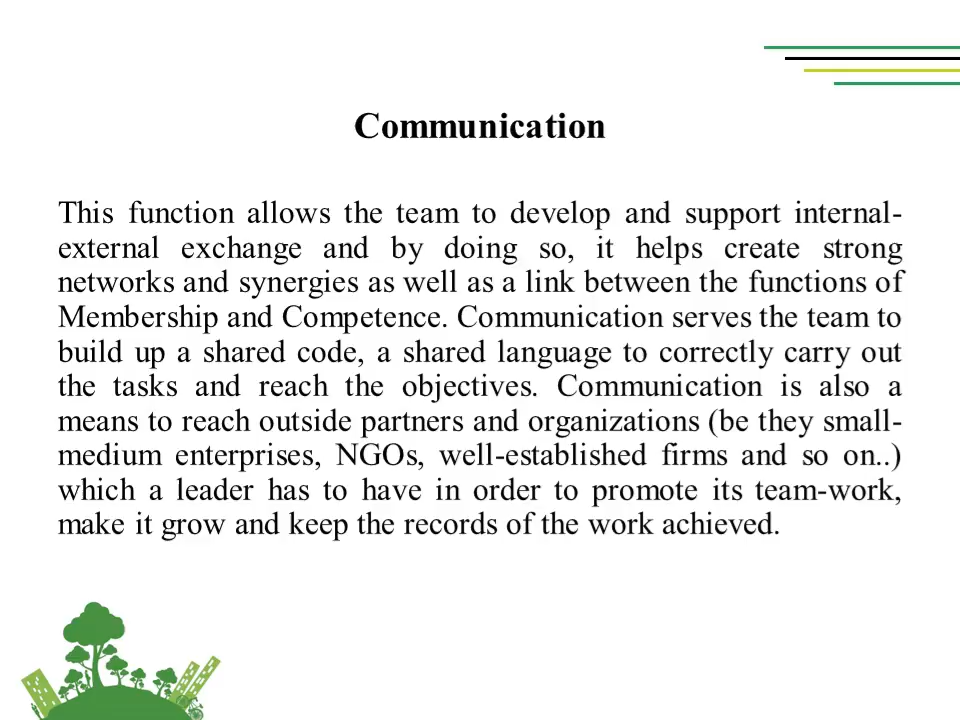 Communication
This function allows the team to develop and support internal-
external exchange and by doing so, it helps create strong
networks and synergies as well as a link between the functions of
Membership and Competence. Communication serves the team to
build up a shared code, a shared language to correctly carry out
the tasks and reach the objectives. Communication is also a
means to reach outside partners and organizations (be they small-
medium enterprises, NGOs, well-established firms and so on..)
which a leader has to have in order to promote its team-work,
make it grow and keep the records of the work achieved.